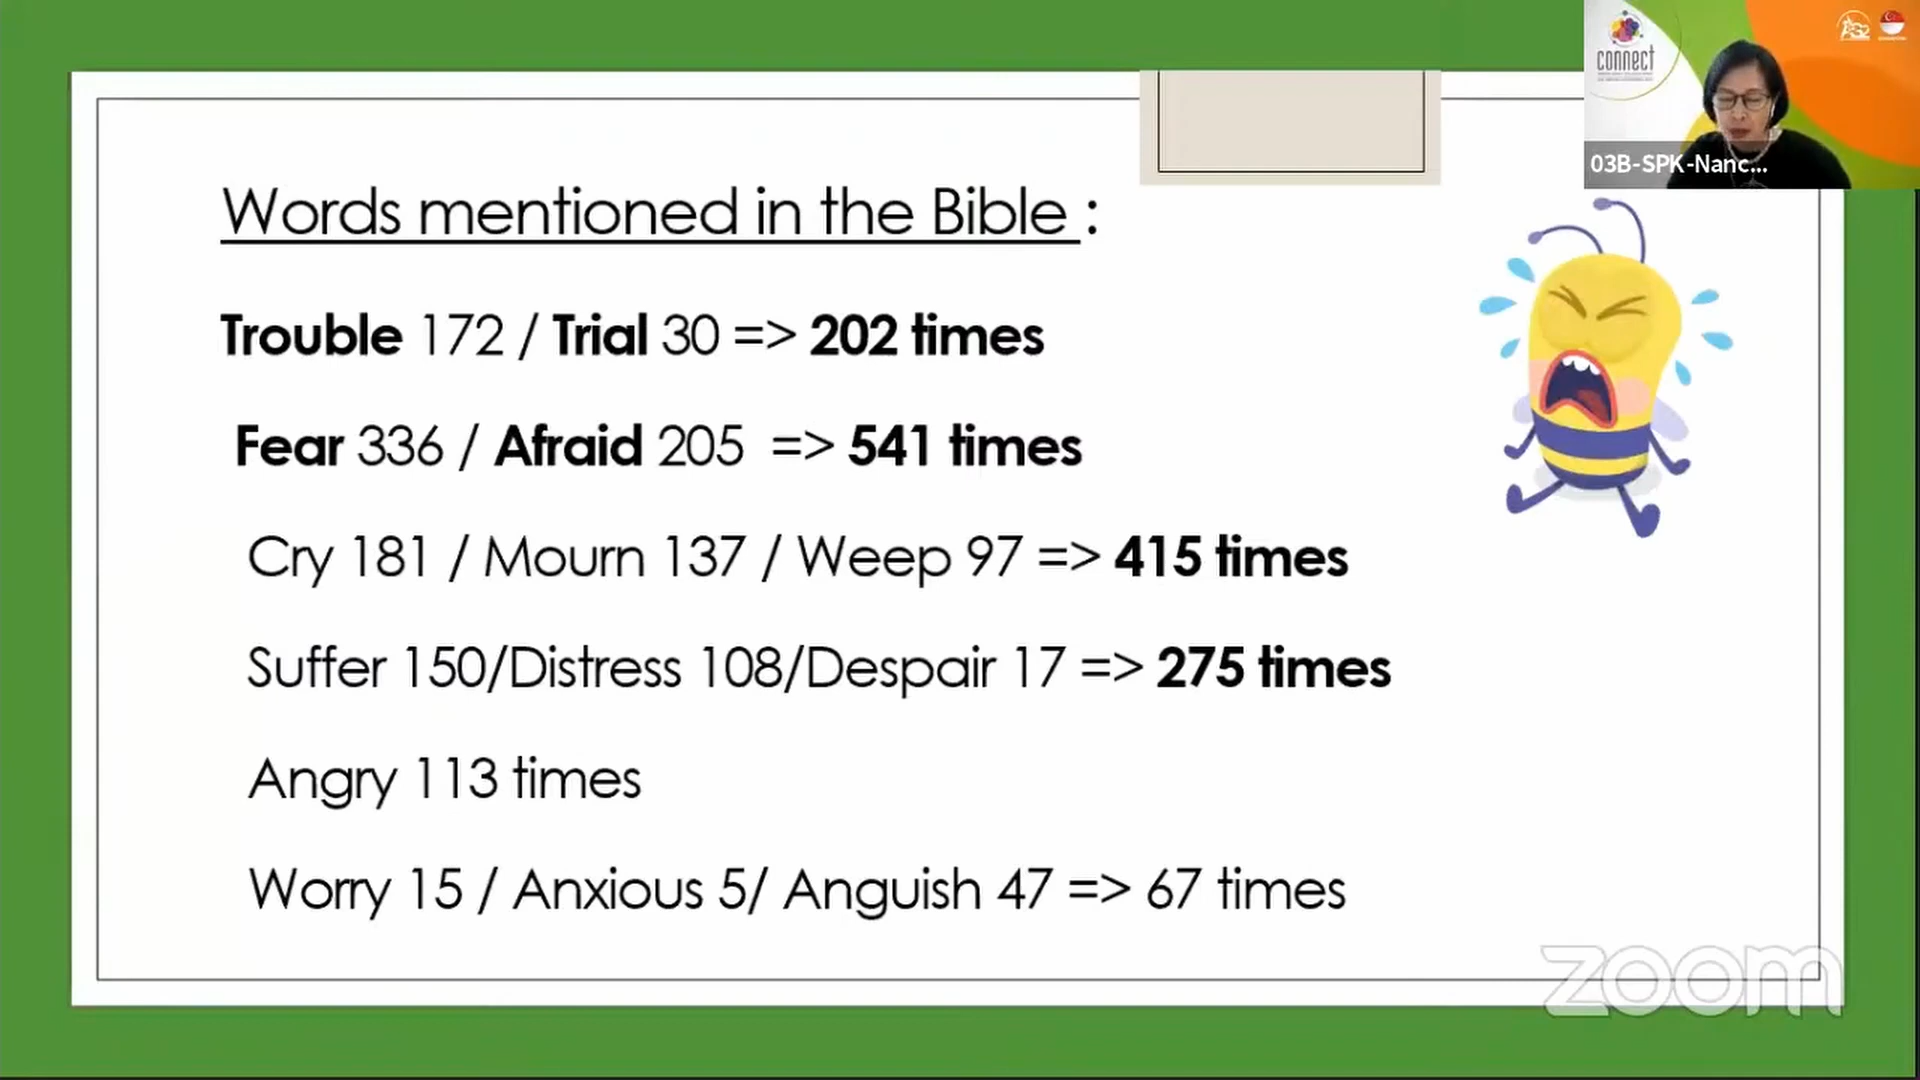 connect
03B-SPK-Nanc...
Words mentioned in the Bible :
Trouble 172 / Trial 30 => 202 times
Fear 336 / Afraid 205 => 541 times
Cry 181 / Mourn 137 / Weep 97 => 415 times
Suffer 150/Distress 108/Despair 17 => 275 times
Angry 113 times
Worry 15 / Anxious 5/ Anguish 47 => 67 times
zoom